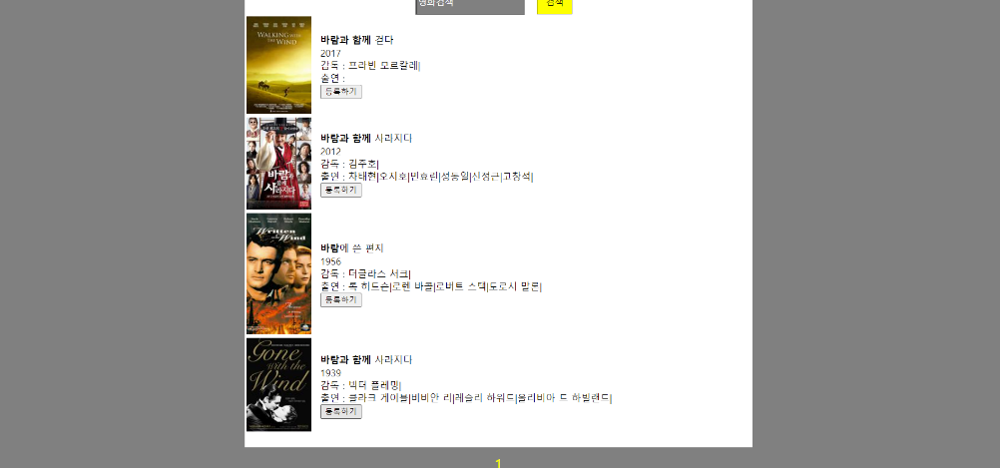 영화검색 검색
WALKING WITH
THE WIND
바람과 함께 걷다
2017
감독 : 프라빈 모르칼레|
출연 :
등록하기
바람과
함께
사라지다
바람과 함께 사라지다
2012
감독 : 김주호|
출연 : 차태현|오지호|민효린|성동일|신정근|고창석|
등록하기
Written
on the
Wind
바람에 쓴 편지
1956
감독 : 더글라스 서크|
출연 : 록 허드슨|로렌 바콜|로버트 스택|도로시 말론|
등록하기
Gone
with the
Wind
바람과 함께 사라지다
1939
감독 : 빅터 플레밍|
출연 : 클라크 게이블|비비안 리|레슬리 하워드|올리비아 드 하빌랜드|
등록하기
1